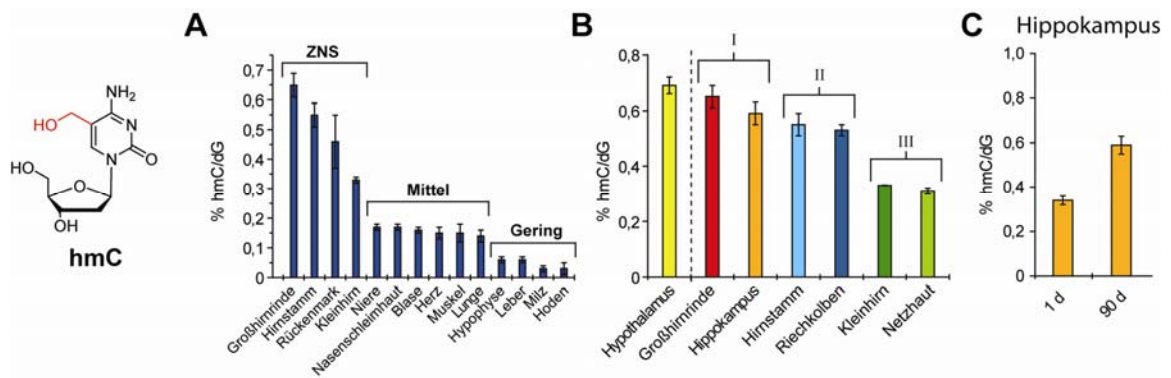 A
B
C
Hippokampus
HO
NH₂
N
N
O
HO
O
OH
hmC
ZNS
Mittel
Gering
% hmC/dG
0,7
0,6
0,5
0,4
0,3
0,2
0,1
0
Großhirnrinde
Hirnstamm
Rückenmark
Kleinhirn
Niere
Nasenschleimhaut
Blase
Herz
Muskel
Lunge
Hypophyse
Leber
Milz
Hoden
I
II
III
% hmC/dG
0,8
0,6
0,4
0,2
0
Hypothalamus
Großhirnrinde
Hippokampus
Hirnstamm
Riechkolben
Kleinhirn
Netzhaut
% hmC/dG
1,0
0,8
0,6
0,4
0,2
0
1 d
90 d